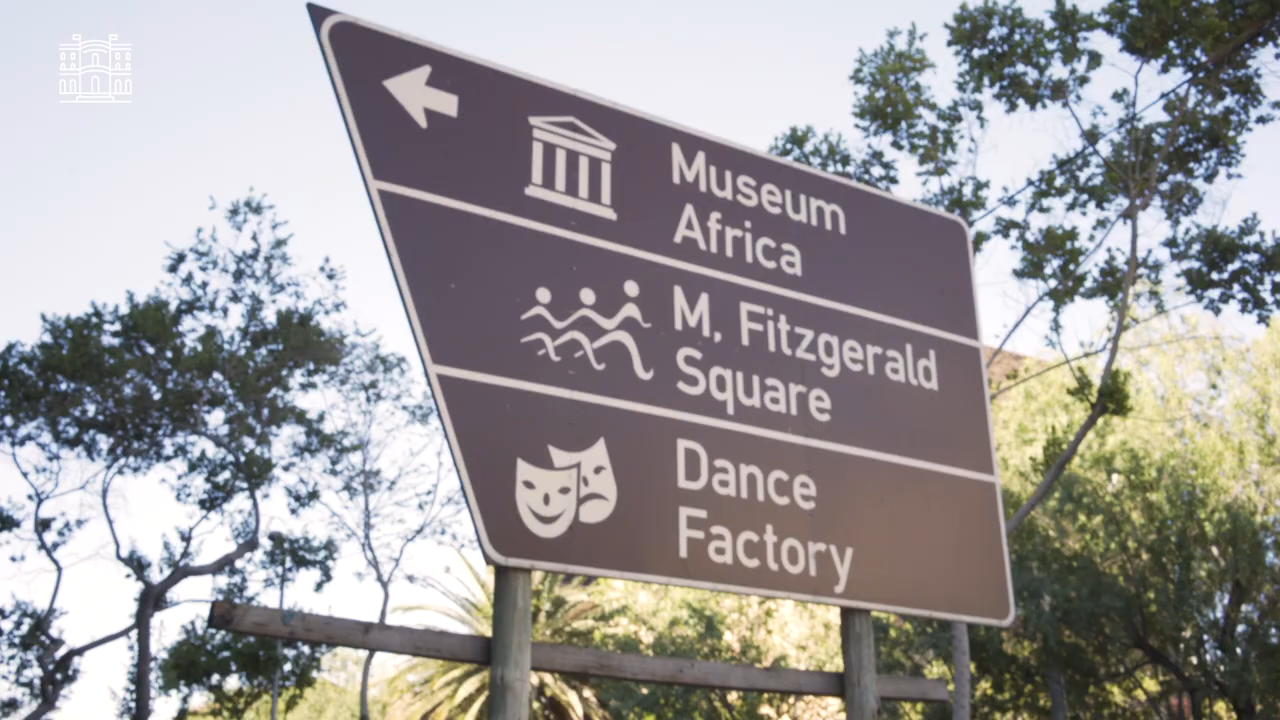 Museum
Africa
M. Fitzgerald
Square
Dance
Factory